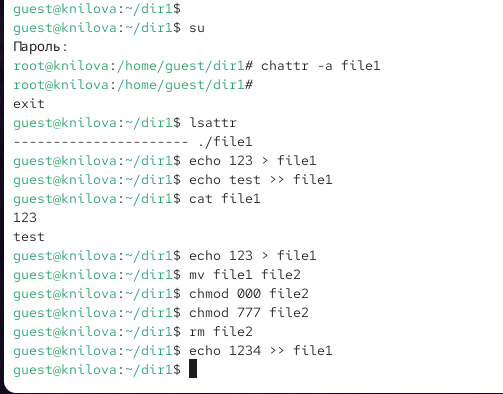 guest@knilova:~/dir1$
guest@knilova:~/dir1$ su
Пароль:
root@knilova:/home/guest/dir1# chattr -a file1
root@knilova:/home/guest/dir1#
exit
guest@knilova:~/dir1$ lsattr
---------------------- ./file1
guest@knilova:~/dir1$ echo 123 > file1
guest@knilova:~/dir1$ echo test >> file1
guest@knilova:~/dir1$ cat file1
123
test
guest@knilova:~/dir1$ echo 123 > file1
guest@knilova:~/dir1$ mv file1 file2
guest@knilova:~/dir1$ chmod 000 file2
guest@knilova:~/dir1$ chmod 777 file2
guest@knilova:~/dir1$ rm file2
guest@knilova:~/dir1$ echo 1234 >> file1
guest@knilova:~/dir1$